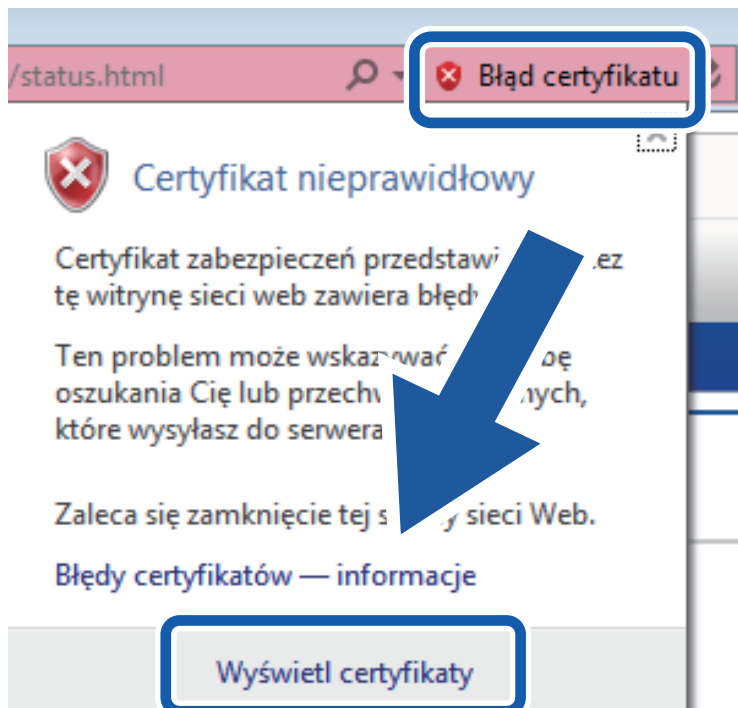 /status.html
Błąd certyfikatu
Certyfikat nieprawidłowy
Certyfikat zabezpieczeń
tę witrynę sieci web zawiera
Ten problem może
oszukania Cię lub
które wysyłasz do serwera
Zaleca się zamknięcie tej sieci Web.
Błędy certyfikatów — informacje
Wyświetl certyfikaty